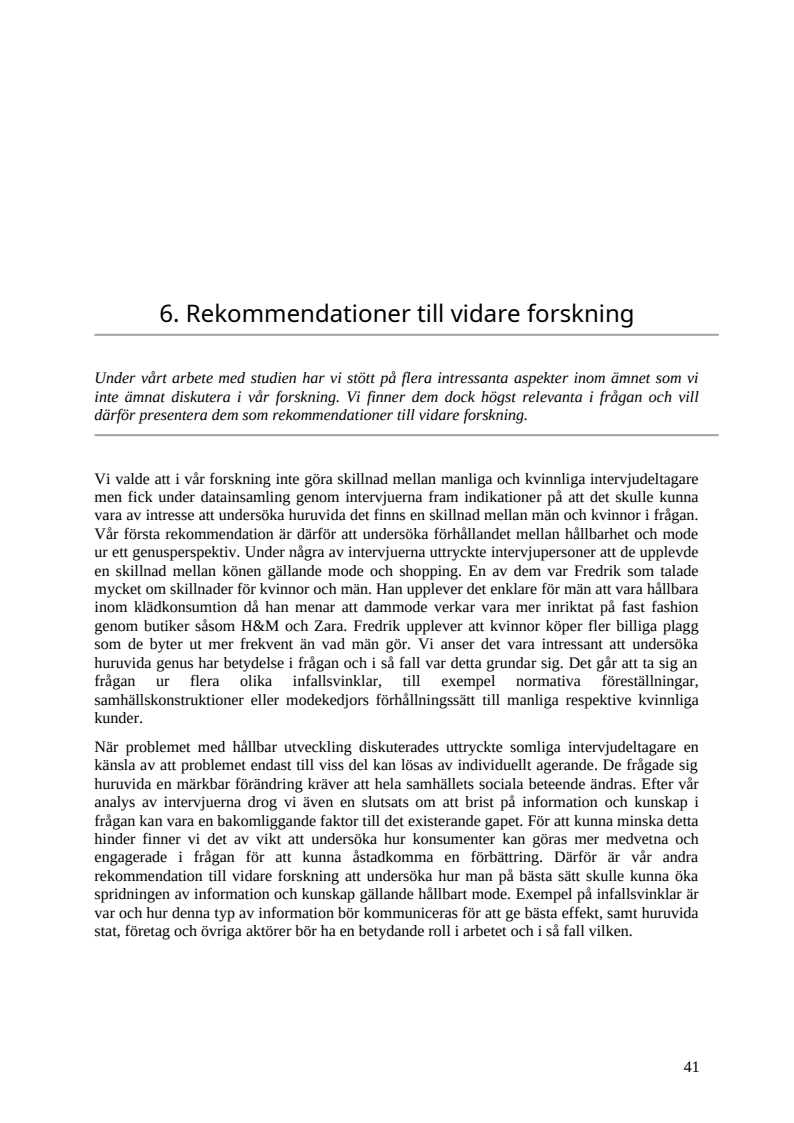 6. Rekommendationer till vidare forskning
Under vårt arbete med studien har vi stött på flera intressanta aspekter inom ämnet som vi
inte ämnat diskutera i vår forskning. Vi finner dem dock högst relevanta i frågan och vill
därför presentera dem som rekommendationer till vidare forskning.
Vi valde att i vår forskning inte göra skillnad mellan manliga och kvinnliga intervjudeltagare
men fick under datainsamling genom intervjuerna fram indikationer på att det skulle kunna
vara av intresse att undersöka huruvida det finns en skillnad mellan män och kvinnor i frågan.
Vår första rekommendation är därför att undersöka förhållandet mellan hållbarhet och mode
ur ett genusperspektiv. Under några av intervjuerna uttryckte intervjupersoner att de upplevde
en skillnad mellan könen gällande mode och shopping. En av dem var Fredrik som talade
mycket om skillnader för kvinnor och män. Han upplever det enklare för män att vara hållbara
inom klädkonsumtion då han menar att dammode verkar vara mer inriktat på fast fashion
genom butiker såsom H&M och Zara. Fredrik upplever att kvinnor köper fler billiga plagg
som de byter ut mer frekvent än vad män gör. Vi anser det vara intressant att undersöka
huruvida genus har betydelse i frågan och i så fall var detta grundar sig. Det går att ta sig an
frågan ur flera olika infallsvinklar, till exempel normativa föreställningar,
samhällskonstruktioner eller modekedjors förhållningssätt till manliga respektive kvinnliga
kunder.
När problemet med hållbar utveckling diskuterades uttryckte somliga intervjudeltagare en
känsla av att problemet endast till viss del kan lösas av individuellt agerande. De frågade sig
huruvida en märkbar förändring kräver att hela samhällets sociala beteende ändras. Efter vår
analys av intervjuerna drog vi även en slutsats om att brist på information och kunskap i
frågan kan vara en bakomliggande faktor till det existerande gapet. För att kunna minska detta
hinder finner vi det av vikt att undersöka hur konsumenter kan göras mer medvetna och
engagerade i frågan för att kunna åstadkomma en förbättring. Därför är vår andra
rekommendation till vidare forskning att undersöka hur man på bästa sätt skulle kunna öka
spridningen av information och kunskap gällande hållbart mode. Exempel på infallsvinklar är
var och hur denna typ av information bör kommuniceras för att ge bästa effekt, samt huruvida
stat, företag och övriga aktörer bör ha en betydande roll i arbetet och i så fall vilken.
41